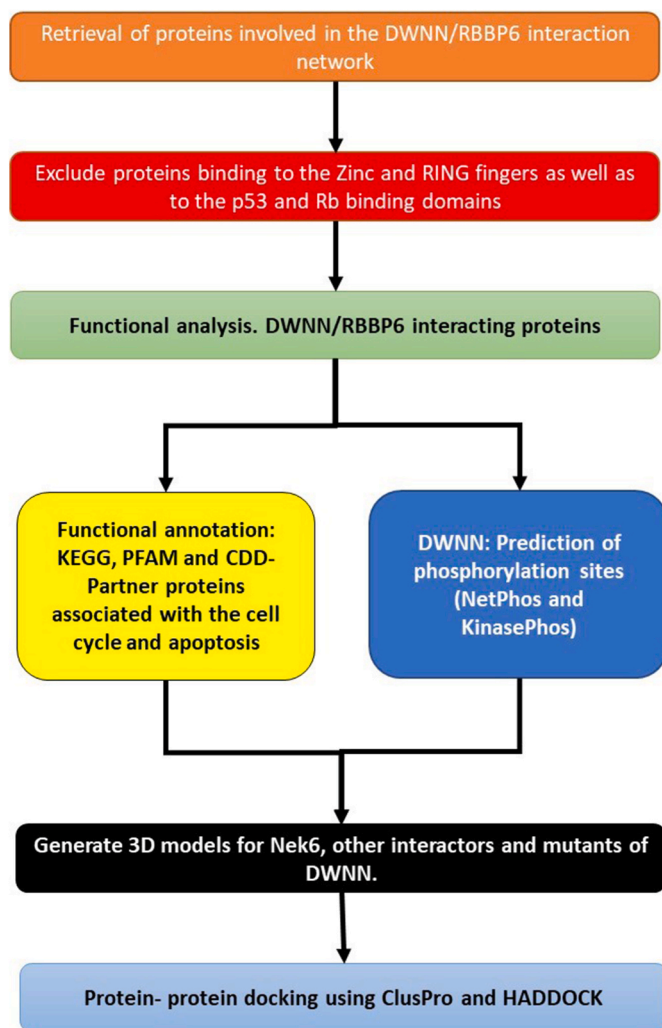 Retrieval of proteins involved in the DWNN/RBBP6 interaction
network
Exclude proteins binding to the Zinc and RING fingers as well as
to the p53 and Rb binding domains
Functional analysis. DWNN/RBBP6 interacting proteins
Functional annotation:
KEGG, PFAM and CDD-
Partner proteins
associated with the cell
cycle and apoptosis
DWNN: Prediction of
phosphorylation sites
(NetPhos and
KinasePhos)
Generate 3D models for Nek6, other interactors and mutants of
DWNN.
Protein- protein docking using ClusPro and HADDOCK